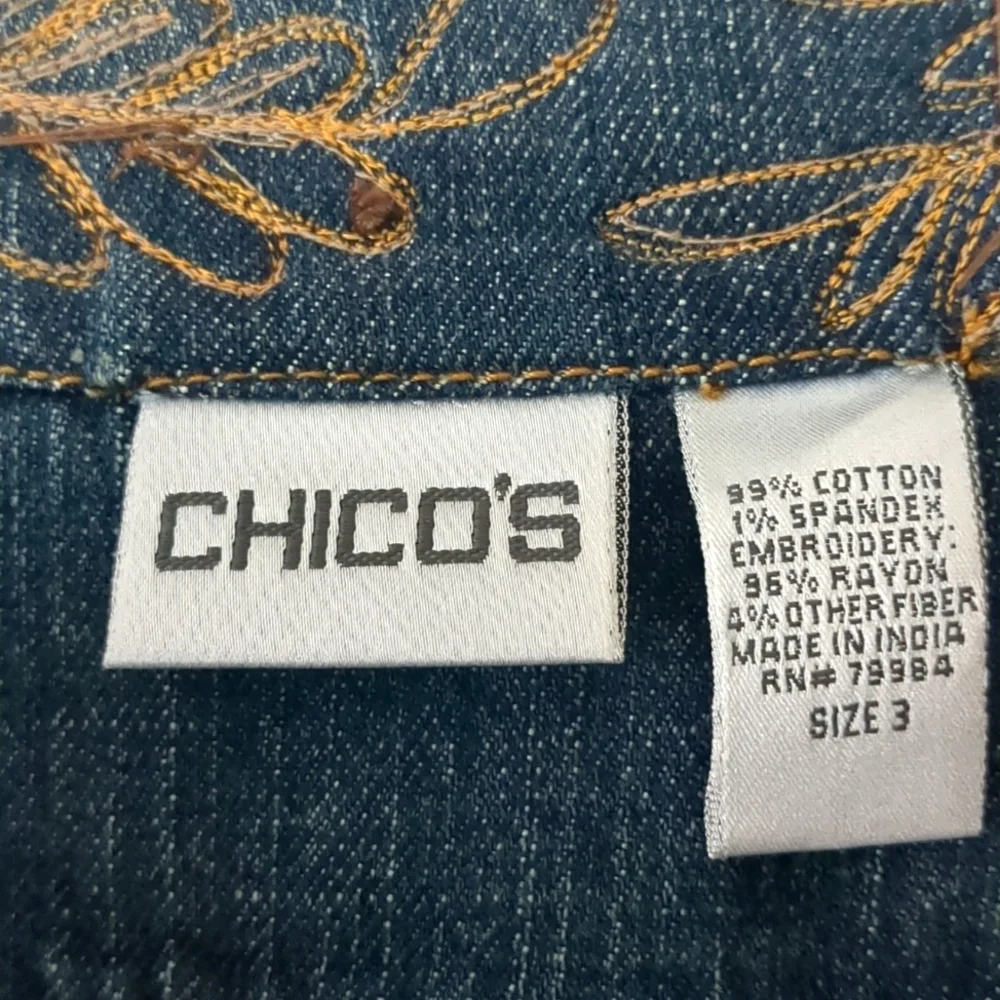 CHICO'S
99% COTTON
1% SPANDEX
EMBROIDERY:
96% RAYON
4% OTHER FIBER
MADE IN INDIA
RN# 79984
SIZE 3